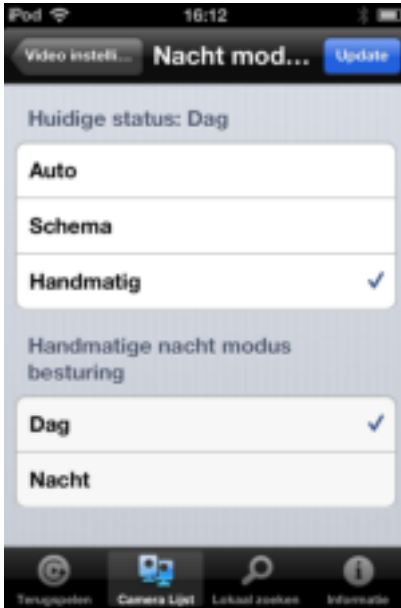 iPod 16:12
Video instelli... Nacht mod... Update
Huidige status: Dag
Auto
Schema
Handmatig
Handmatige nacht modus
besturing
Dag
Nacht
Terugspelen Camera Lijst Lokaal zoeken Informatie